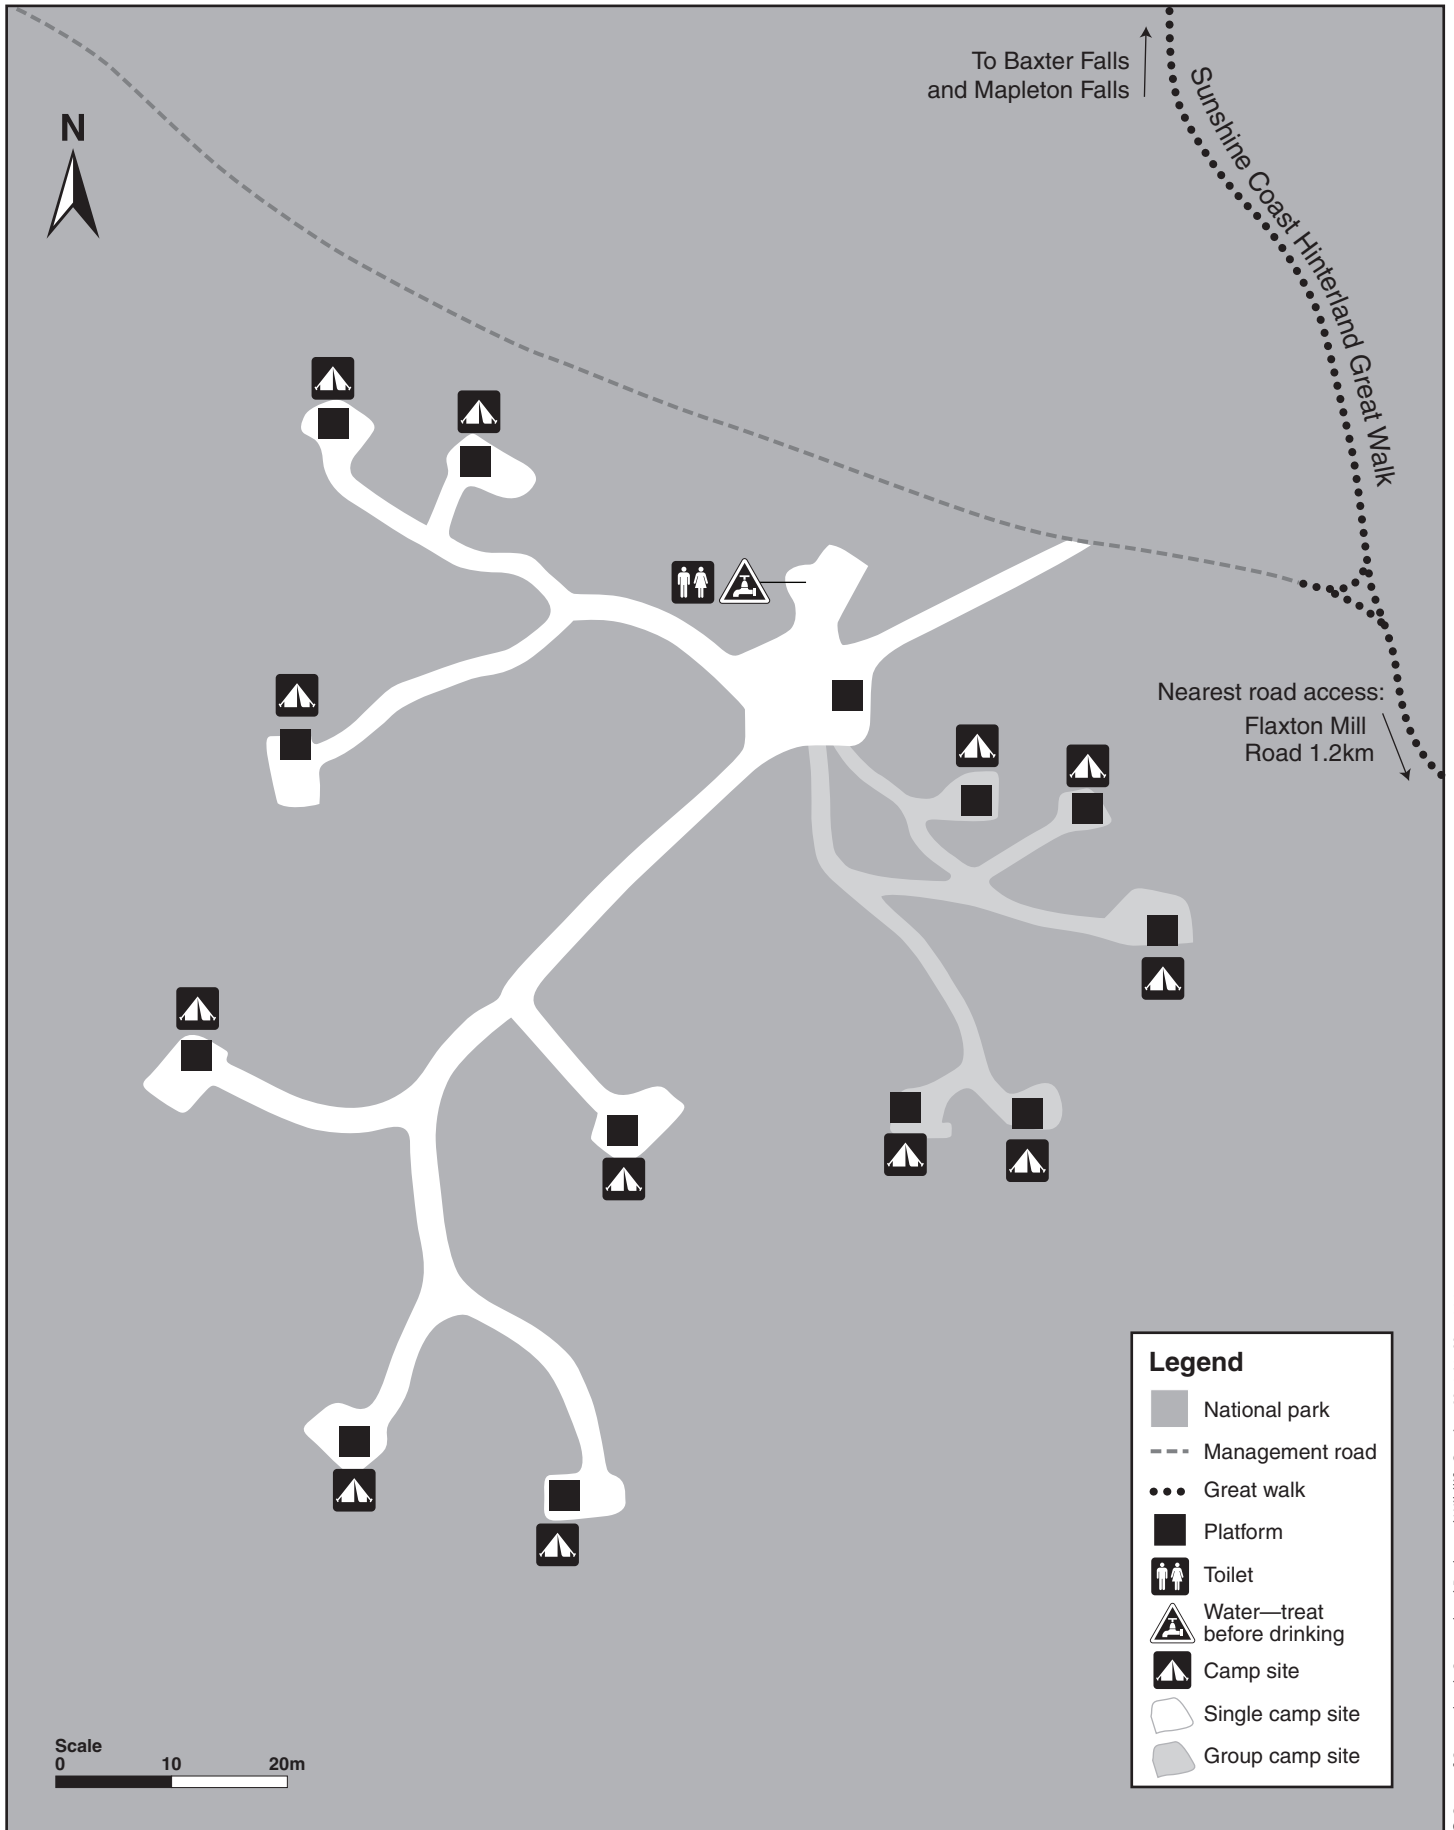 To Baxter Falls
and Mapleton Falls
Sunshine Coast Hinterland Great Walk
N
Nearest road access:
Flaxton Mill
Road 1.2km
Legend
National park
Management road
Great walk
Platform
Toilet
Water—treat
before drinking
Camp site
Single camp site
Group camp site
Scale
0 10 20m